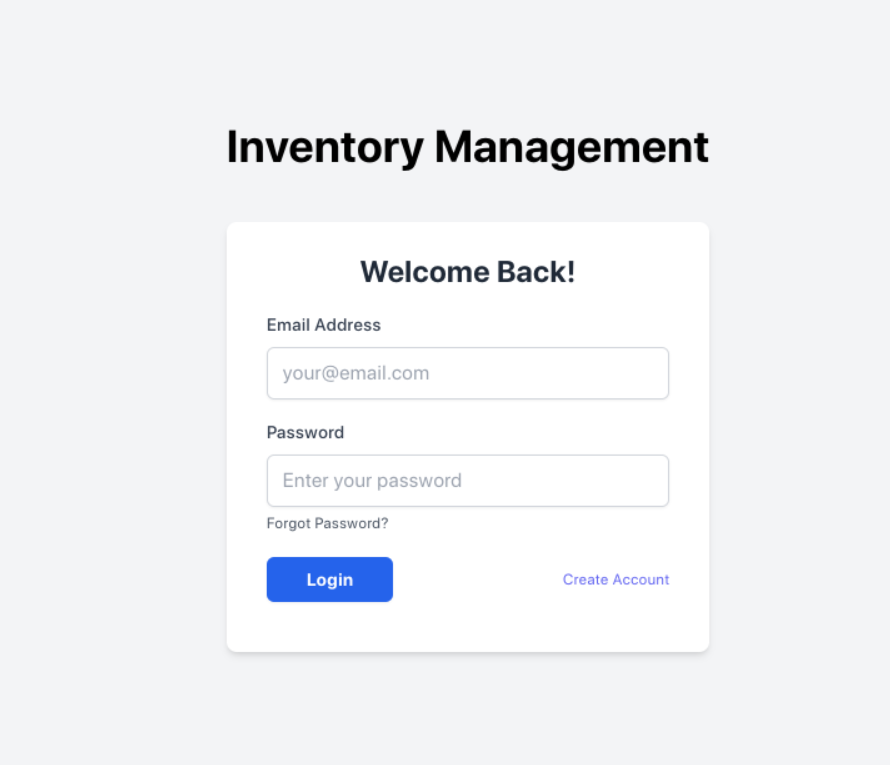 Inventory Management
Welcome Back!
Email Address
your@email.com
Password
Enter your password
Forgot Password?
Login
Create Account